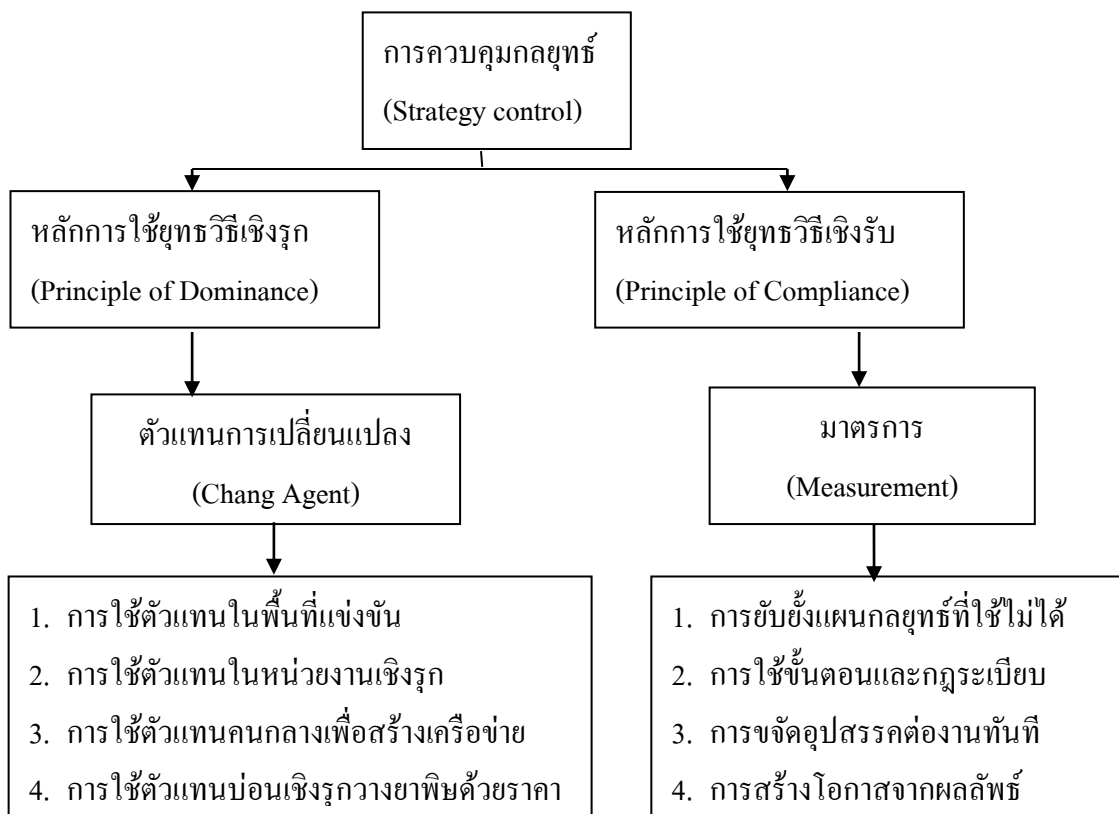 การควบคุมกลยุทธ์
(Strategy control)
หลักการใช้ยุทธวิธีเชิงรุก
(Principle of Dominance)
หลักการใช้ยุทธวิธีเชิงรับ
(Principle of Compliance)
ตัวแทนการเปลี่ยนแปลง
(Chang Agent)
มาตรการ
(Measurement)
1. การใช้ตัวแทนในพื้นที่แข่งขัน
2. การใช้ตัวแทนในหน่วยงานเชิงรุก
3. การใช้ตัวแทนคนกลางเพื่อสร้างเครือข่าย
4. การใช้ตัวแทนบ่อนเชิงรุกวางยาพิษด้วยราคา
1. การยับยั้งแผนกลยุทธ์ที่ใช้ไม่ได้
2. การใช้ขั้นตอนและกฎระเบียบ
3. การขจัดอุปสรรคต่องานทันที
4. การสร้างโอกาสจากผลลัพธ์